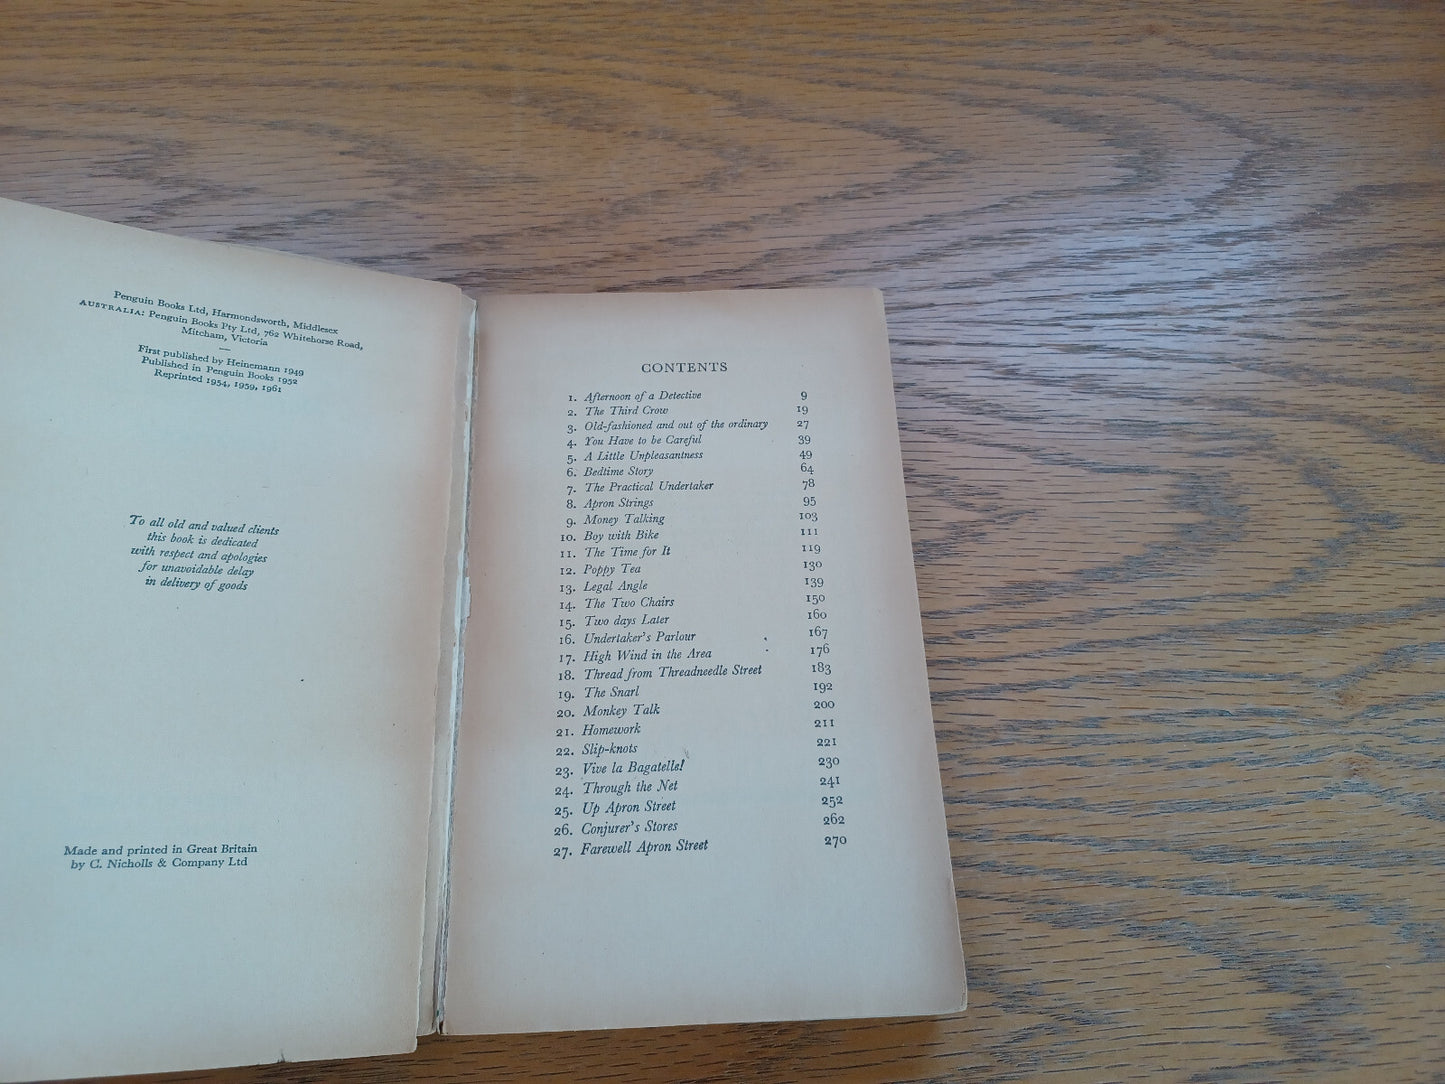 Penguin Books Ltd, Harmondsworth, Middlesex
AUSTRALIA: Penguin Books Pty Ltd, 762 Whitehorse Road,
Mitcham, Victoria
—
First published by Heinemann 1949
Published in Penguin Books 1952
Reprinted 1954, 1959, 1961
To all old and valued clients
this book is dedicated
with respect and apologies
for unavoidable delay
in delivery of goods
Made and printed in Great Britain
by C. Nicholls & Company Ltd
CONTENTS
1. Afternoon of a Detective 9
2. The Third Crow 19
3. Old-fashioned and out of the ordinary 27
4. You Have to be Careful 39
5. A Little Unpleasantness 49
6. Bedtime Story 64
7. The Practical Undertaker 78
8. Apron Strings 95
9. Money Talking 103
10. Boy with Bike 111
11. The Time for It 119
12. Poppy Tea 130
13. Legal Angle 139
14. The Two Chairs 150
15. Two days Later 160
16. Undertaker's Parlour 167
17. High Wind in the Area 176
18. Thread from Threadneedle Street 183
19. The Snarl 192
20. Monkey Talk 200
21. Homework 211
22. Slip-knots 221
23. Vive la Bagatelle! 230
24. Through the Net 241
25. Up Apron Street 252
26. Conjurer's Stores 262
27. Farewell Apron Street 270